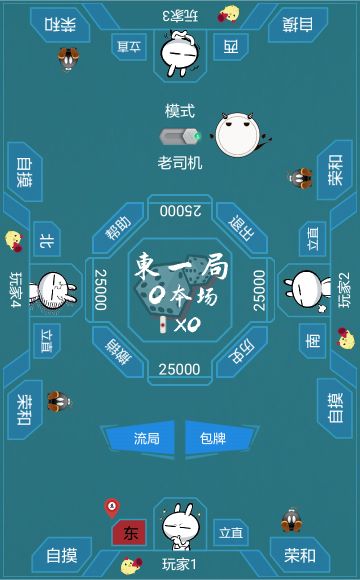 荣和
玩家3
自摸
立直
西
模式
老司机
自摸
荣和
北
帮助
25000
退出
立直
玩家4
25000
東一局
0本场
x0
25000
玩家2
立直
撤销
25000
历史
南
荣和
自摸
流局
包牌
东
立直
自摸
玩家1
荣和